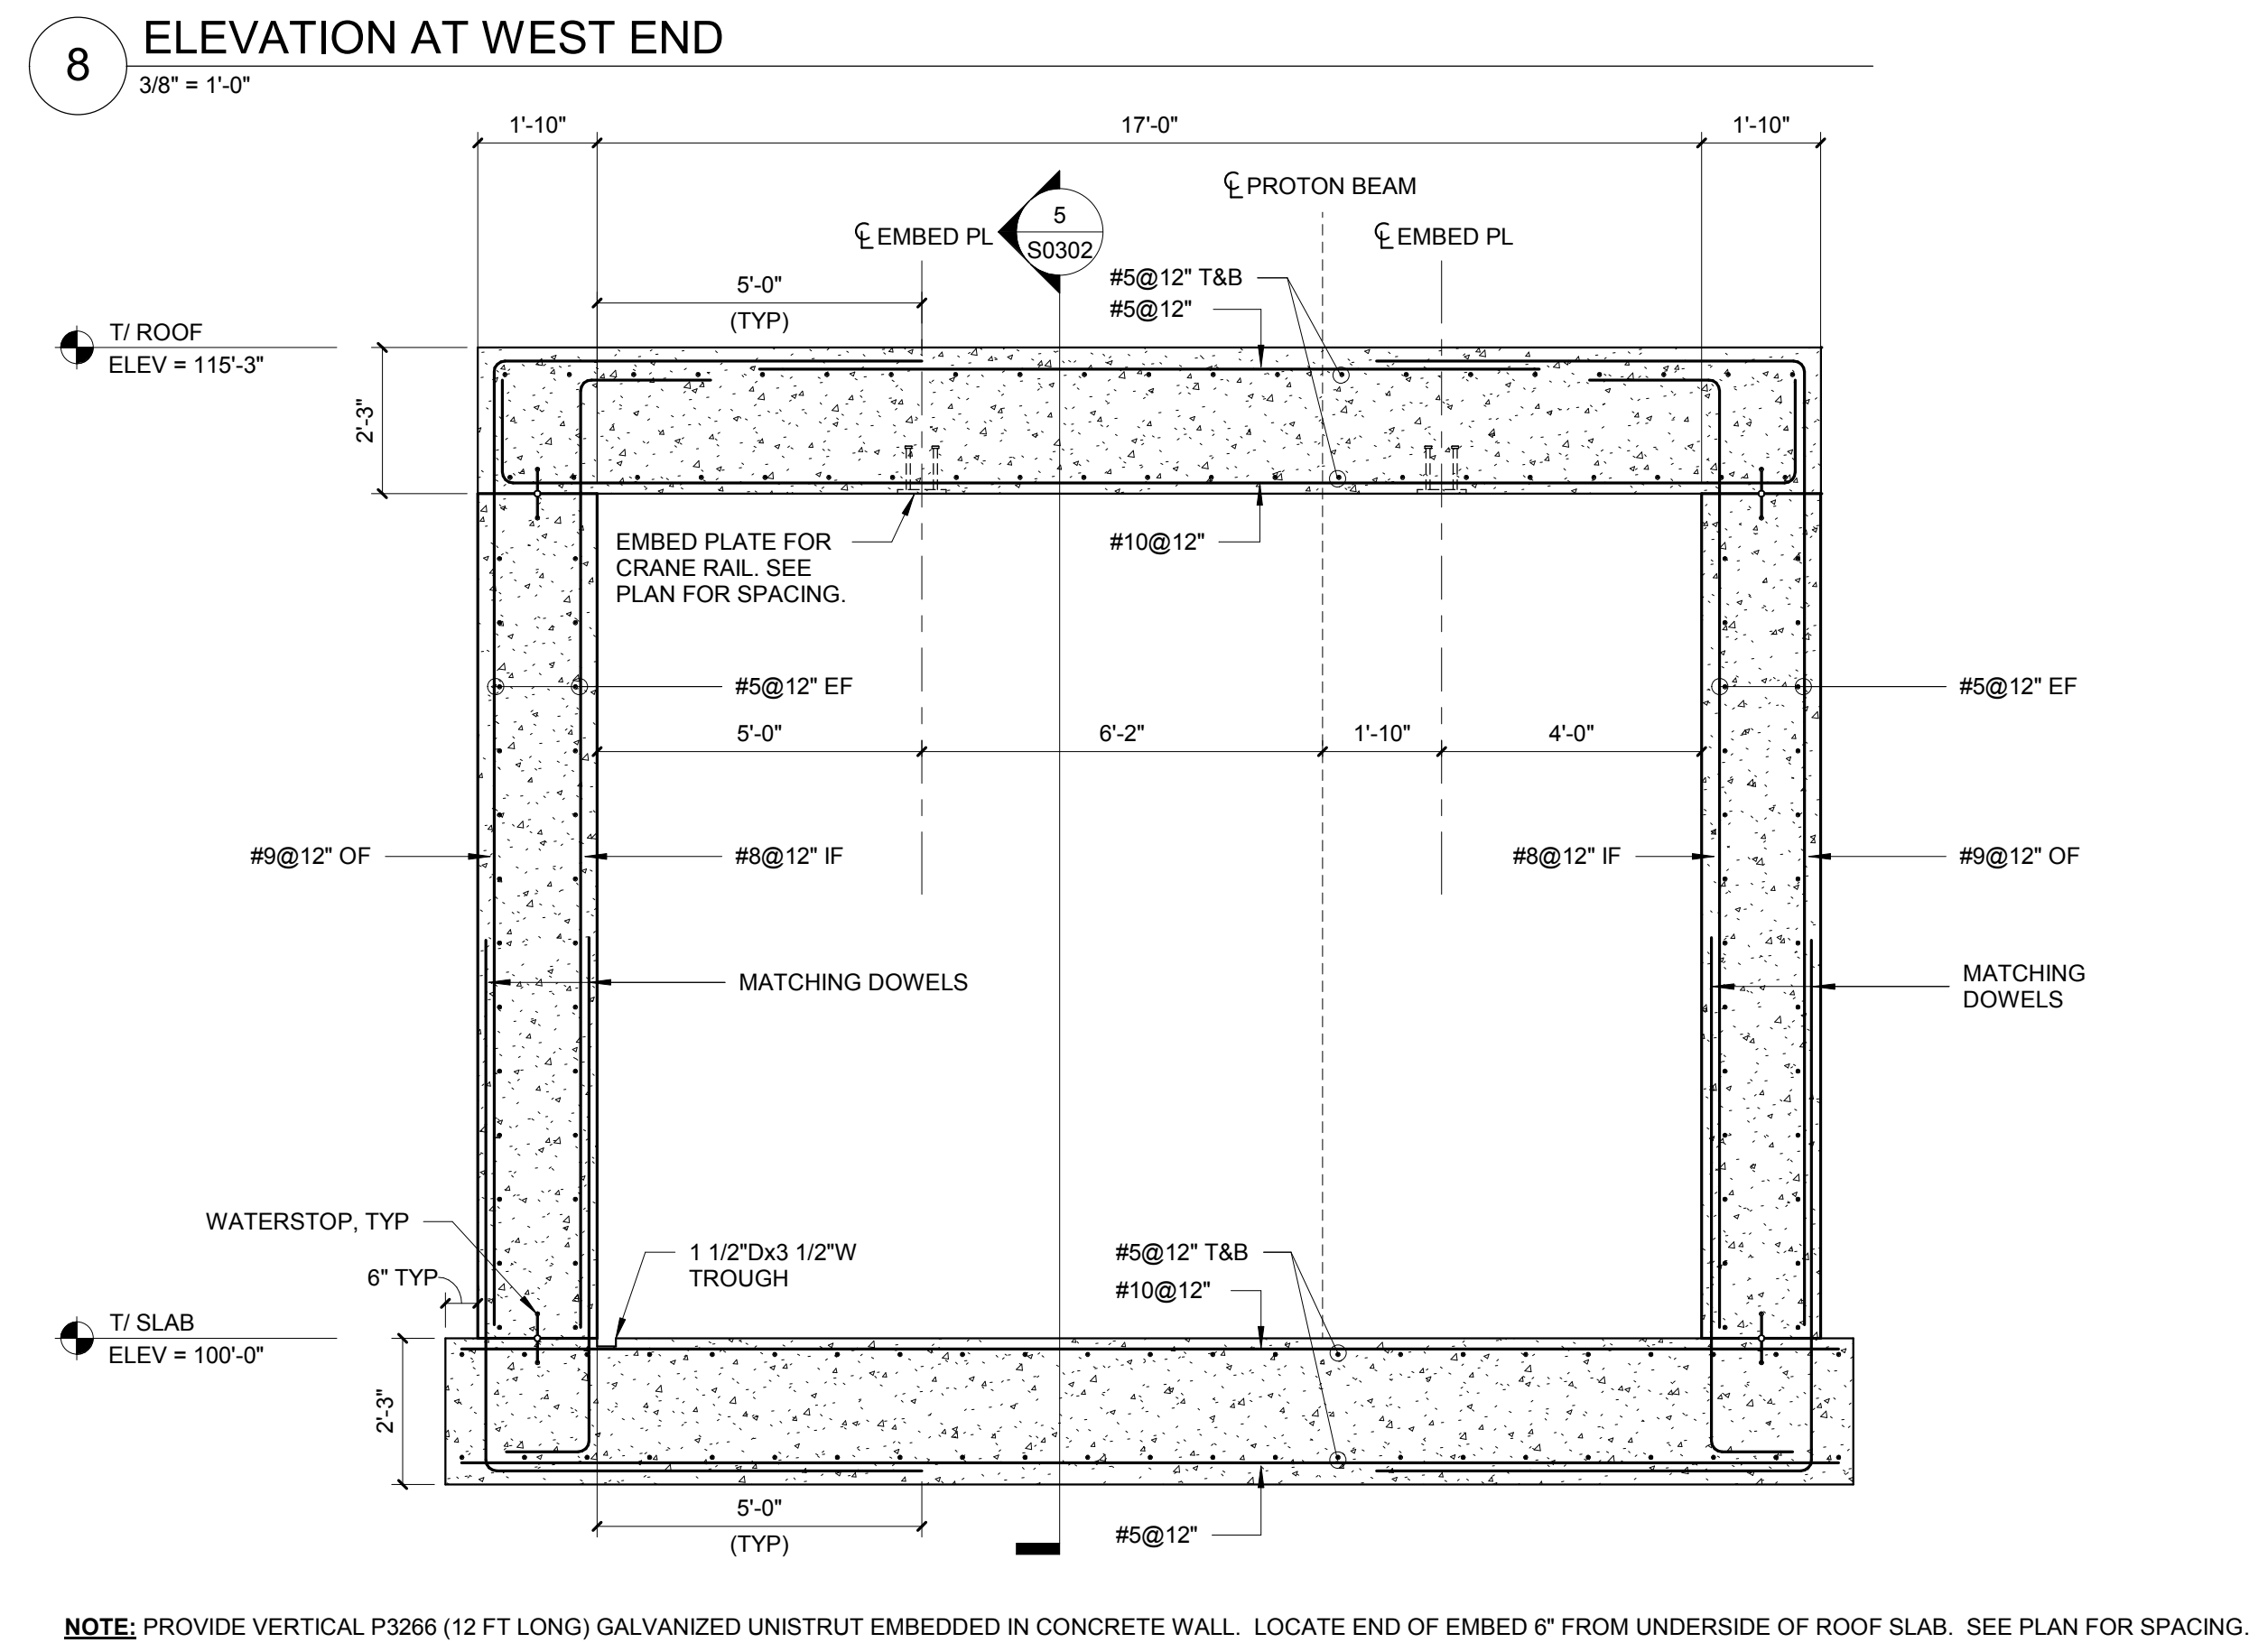 8
ELEVATION AT WEST END
3/8" = 1'-0"
1'-10"
17'-0"
1'-10"
℄ PROTON BEAM
5
S0302
℄ EMBED PL
℄ EMBED PL
#5@12" T&B
#5@12"
5'-0"
(TYP)
T/ ROOF
ELEV = 115'-3"
2'-3"
EMBED PLATE FOR
CRANE RAIL. SEE
PLAN FOR SPACING.
#10@12"
#5@12" EF
#5@12" EF
5'-0"
6'-2"
1'-10"
4'-0"
#9@12" OF
#8@12" IF
#8@12" IF
#9@12" OF
MATCHING DOWELS
MATCHING
DOWELS
WATERSTOP, TYP
6" TYP
1 1/2"Dx3 1/2"W
TROUGH
#5@12" T&B
#10@12"
T/ SLAB
ELEV = 100'-0"
2'-3"
5'-0"
(TYP)
#5@12"
NOTE: PROVIDE VERTICAL P3266 (12 FT LONG) GALVANIZED UNISTRUT EMBEDDED IN CONCRETE WALL. LOCATE END OF EMBED 6" FROM UNDERSIDE OF ROOF SLAB. SEE PLAN FOR SPACING.